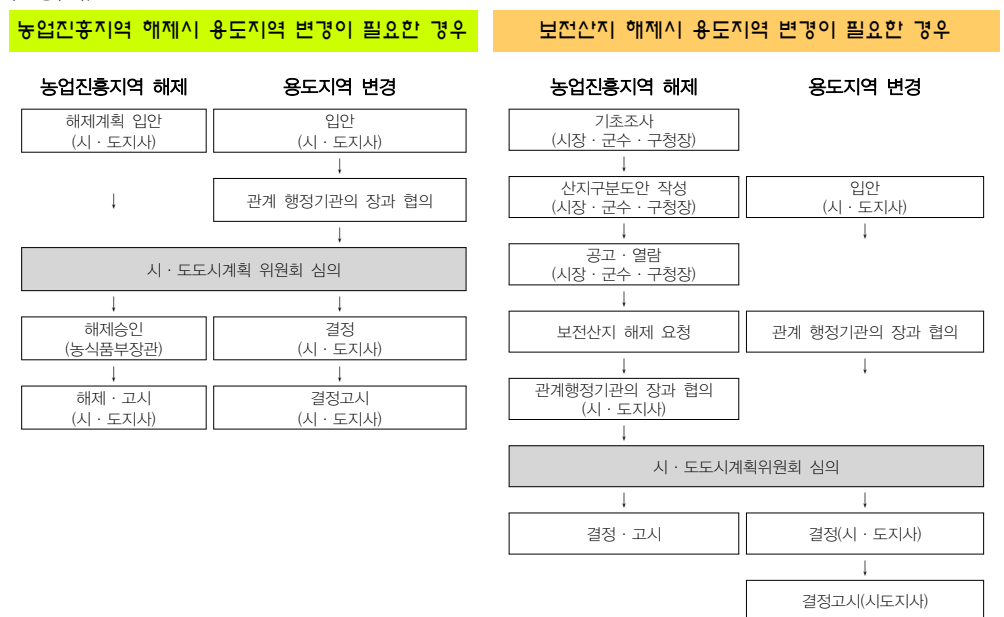 농업진흥지역 해제시 용도지역 변경이 필요한 경우
농업진흥지역 해제
용도지역 변경
해제계획 입안
(시 · 도지사)
입안
(시 · 도지사)
↓
↓
관계 행정기관의 장과 협의
↓
시 · 도도시계획 위원회 심의
↓
↓
해제승인
(농식품부장관)
결정
(시 · 도지사)
↓
↓
해제 · 고시
(시 · 도지사)
결정고시
(시 · 도지사)
보전산지 해제시 용도지역 변경이 필요한 경우
농업진흥지역 해제
용도지역 변경
기초조사
(시장 · 군수 · 구청장)
↓
산지구분도안 작성
(시장 · 군수 · 구청장)
입안
(시 · 도지사)
↓
↓
공고 · 열람
(시장 · 군수 · 구청장)
↓
보전산지 해제 요청
관계 행정기관의 장과 협의
↓
↓
관계행정기관의 장과 협의
(시 · 도지사)
↓
시 · 도도시계획위원회 심의
↓
↓
결정 · 고시
결정(시 · 도지사)
↓
결정고시(시도지사)